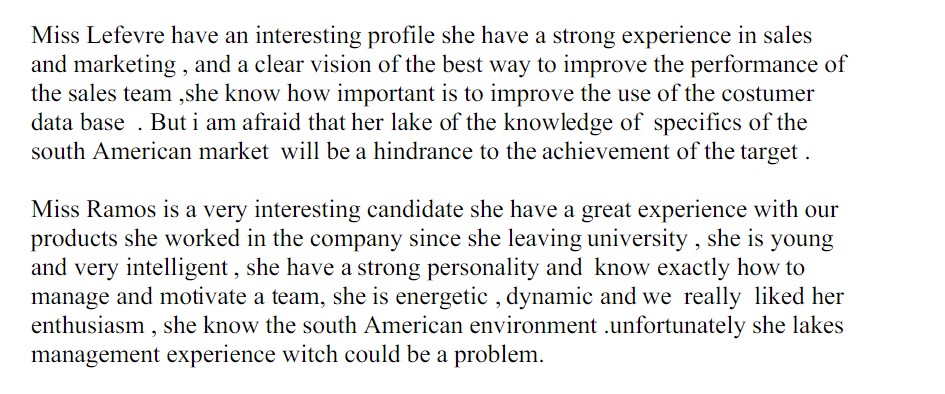 Miss Lefevre have an interesting profile she have a strong experience in sales
and marketing , and a clear vision of the best way to improve the performance of
the sales team ,she know how important is to improve the use of the costumer
data base  . But i am afraid that her lake of the knowledge of  specifics of the
south American market  will be a hindrance to the achievement of the target .

Miss Ramos is a very interesting candidate she have a great experience with our
products she worked in the company since she leaving university , she is young
and very intelligent , she have a strong personality and  know exactly how to
manage and motivate a team, she is energetic , dynamic and we  really  liked her
enthusiasm , she know the south American environment .unfortunately she lakes
management experience witch could be a problem.